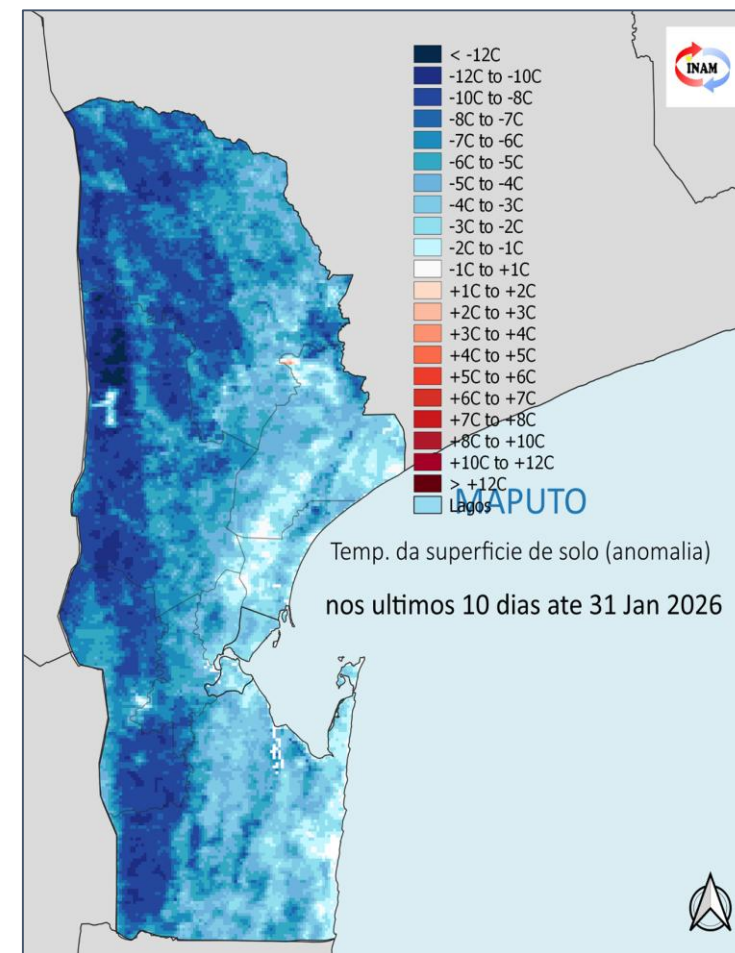 < -12C
-12C to -10C
-10C to -8C
-8C to -7C
-7C to -6C
-6C to -5C
-5C to -4C
-4C to -3C
-3C to -2C
-2C to -1C
-1C to +1C
+1C to +2C
+2C to +3C
+3C to +4C
+4C to +5C
+5C to +6C
+6C to +7C
+7C to +8C
+8C to +10C
+10C to +12C
> +12C
Lagos
INAM
MAPUTO
Temp. da superficie de solo (anomalia)
nos ultimos 10 dias ate 31 Jan 2026